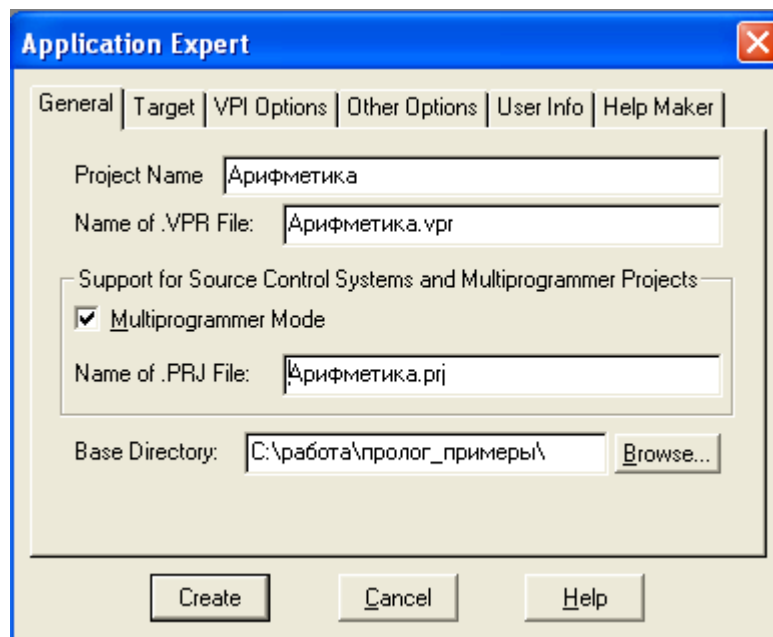 Application Expert
General Target VPI Options Other Options User Info Help Maker
Project Name Арифметика
Name of .VPR File: Арифметика.vpr
Support for Source Control Systems and Multiprogrammer Projects
Multiprogrammer Mode
Name of .PRJ File: Арифметика.prj
Base Directory: C:\работа\пролог_примеры\ Browse...
Create Cancel Help